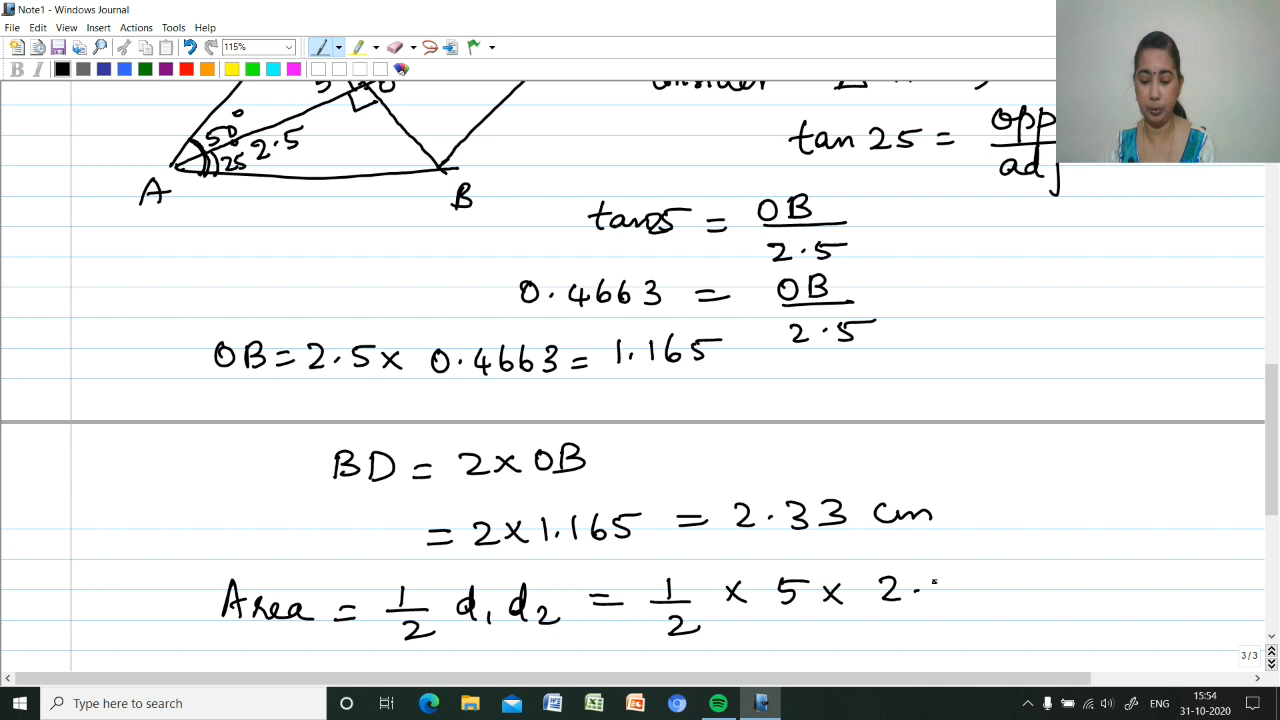 Note1 - Windows Journal
File Edit View Insert Actions Tools Help
115%
B I
50°
25 2.5
A
B
tan 25 = opp
adj
tan25 = OB
2.5
0.4663 = OB
2.5
OB = 2.5 x 0.4663 = 1.165
BD = 2 x OB
= 2 x 1.165 = 2.33 cm
Area = 1/2 d1 d2 = 1/2 x 5 x 2.
3/3
Type here to search
ENG
15:54
31-10-2020